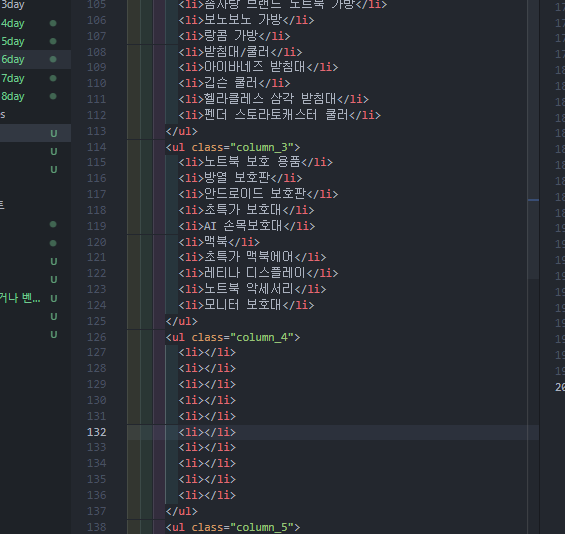 3day
4day
5day
6day
7day
8day
s
U
U
U
트
U
U
거나 벤... U
U
U
105 브랜드 노트북 가방</li>
106 <li>보노보노 가방</li>
107 <li>랑콤 가방</li>
108 <li>받침대/쿨러</li>
109 <li>아이바네즈 받침대</li>
110 <li>깁슨 쿨러</li>
111 <li>헬라클레스 삼각 받침대</li>
112 <li>펜더 스토라토캐스터 쿨러</li>
113 </ul>
114 <ul class="column_3">
115 <li>노트북 보호 용품</li>
116 <li>방열 보호판</li>
117 <li>안드로이드 보호판</li>
118 <li>초특가 보호대</li>
119 <li>AI 손목보호대</li>
120 <li>맥북</li>
121 <li>초특가 맥북에어</li>
122 <li>레티나 디스플레이</li>
123 <li>노트북 악세서리</li>
124 <li>모니터 보호대</li>
125 </ul>
126 <ul class="column_4">
127 <li></li>
128 <li></li>
129 <li></li>
130 <li></li>
131 <li></li>
132 <li></li>
133 <li></li>
134 <li></li>
135 <li></li>
136 <li></li>
137 </ul>
138 <ul class="column_5">